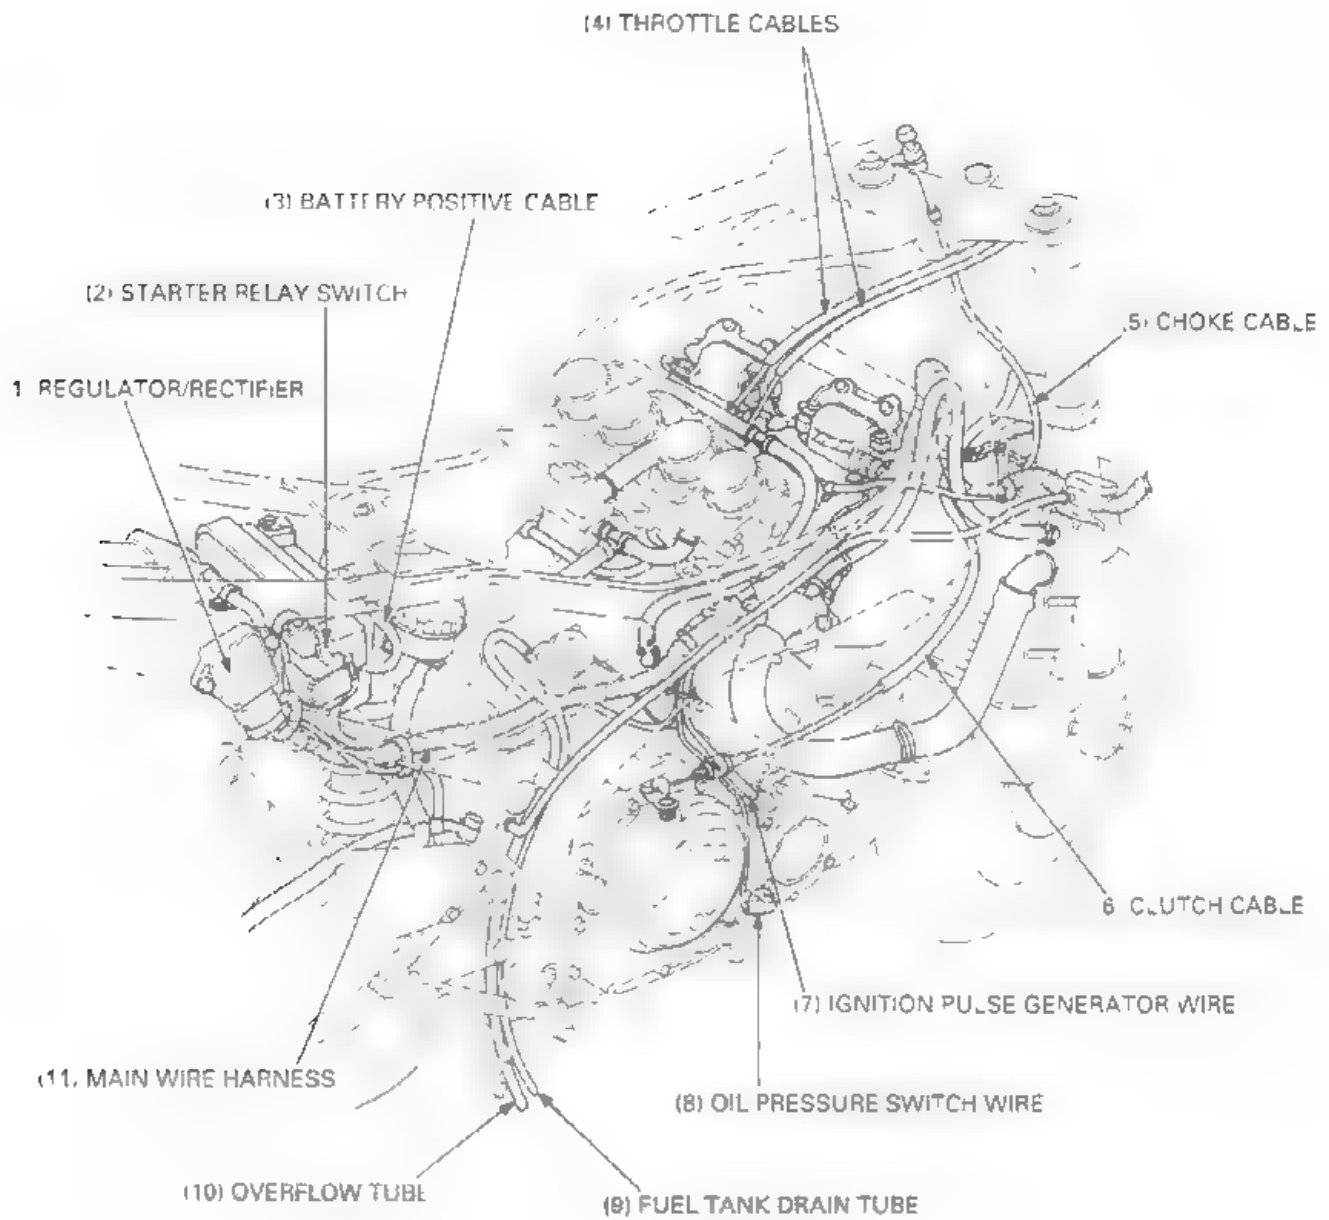 (4) THROTTLE CABLES
(3) BATTERY POSITIVE CABLE
(2) STARTER RELAY SWITCH
(5) CHOKE CABLE
1 REGULATOR/RECTIFIER
6 CLUTCH CABLE
(7) IGNITION PULSE GENERATOR WIRE
(11) MAIN WIRE HARNESS
(8) OIL PRESSURE SWITCH WIRE
(10) OVERFLOW TUBE
(9) FUEL TANK DRAIN TUBE